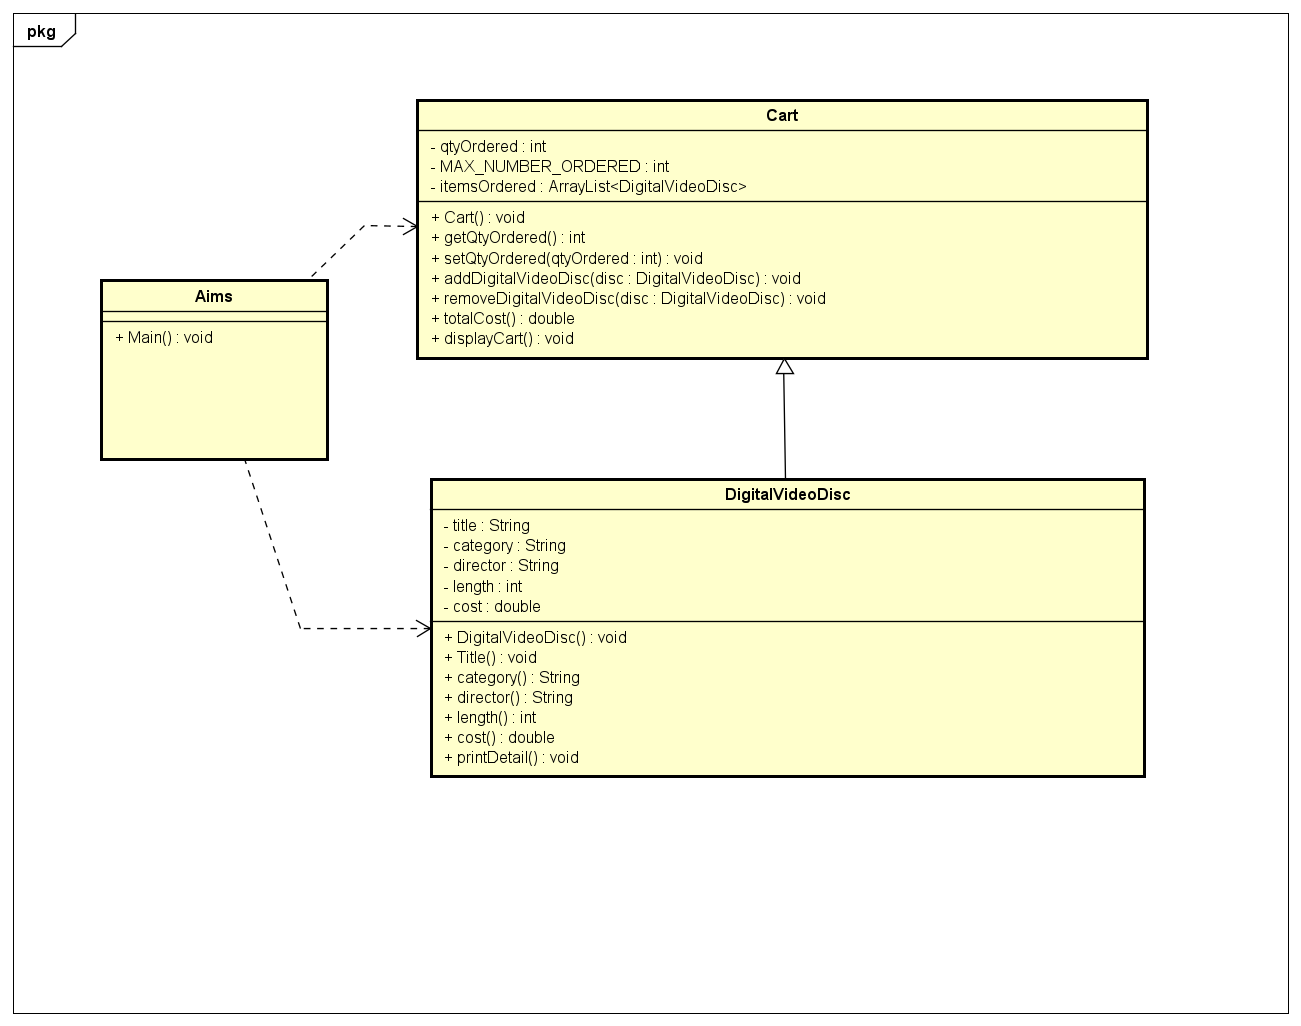 pkg
Cart
- qtyOrdered : int
- MAX_NUMBER_ORDERED : int
- itemsOrdered : ArrayList<DigitalVideoDisc>
+ Cart() : void
+ getQtyOrdered() : int
+ setQtyOrdered(qtyOrdered : int) : void
+ addDigitalVideoDisc(disc : DigitalVideoDisc) : void
+ removeDigitalVideoDisc(disc : DigitalVideoDisc) : void
+ totalCost() : double
+ displayCart() : void
Aims
+ Main() : void
DigitalVideoDisc
- title : String
- category : String
- director : String
- length : int
- cost : double
+ DigitalVideoDisc() : void
+ Title() : void
+ category() : String
+ director() : String
+ length() : int
+ cost() : double
+ printDetail() : void